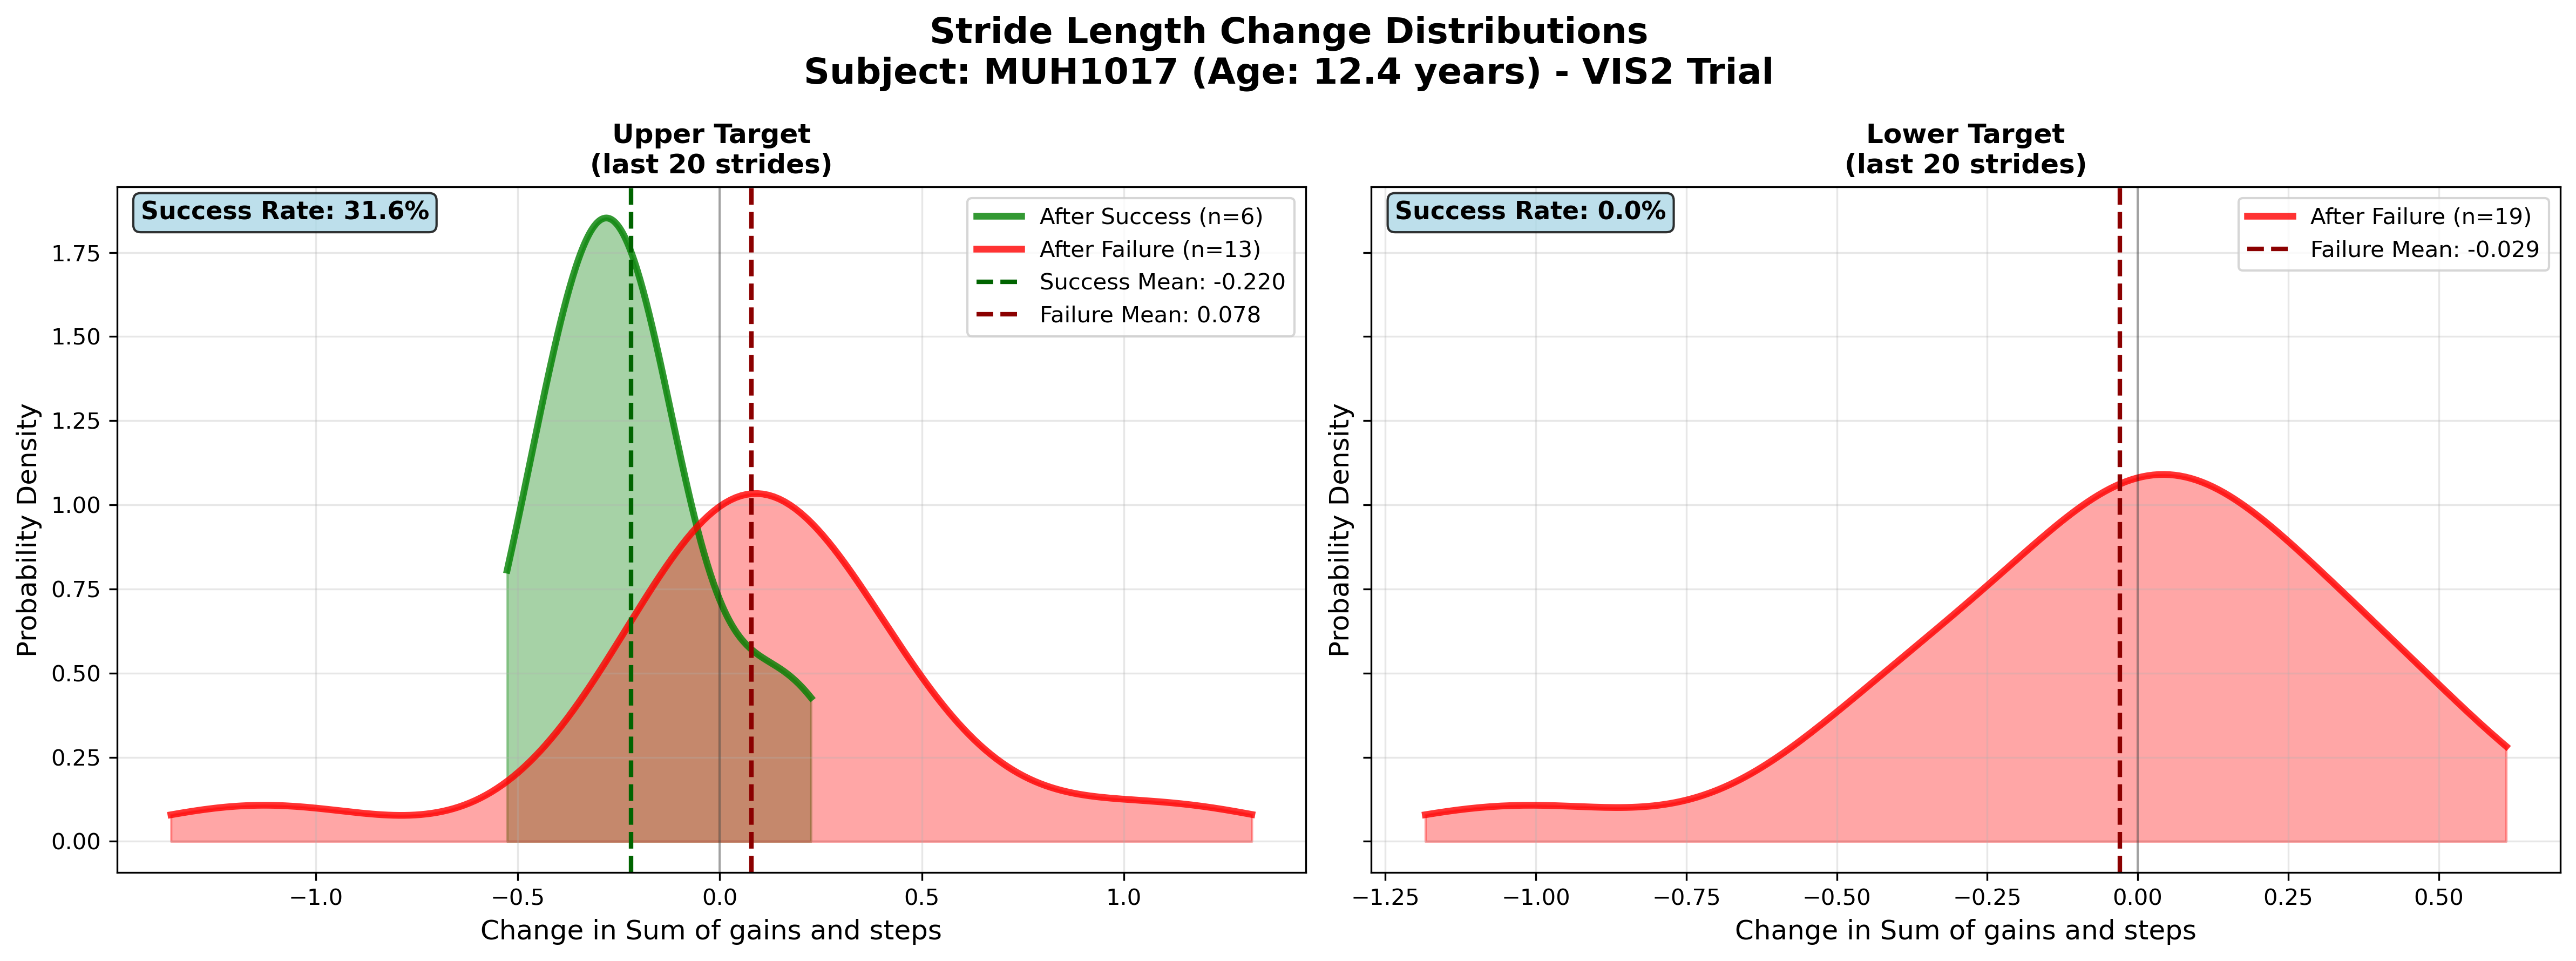 Stride Length Change Distributions
Subject: MUH1017 (Age: 12.4 years) - VIS2 Trial
Upper Target
(last 20 strides)
Success Rate: 31.6%
After Success (n=6)
After Failure (n=13)
Success Mean: -0.220
Failure Mean: 0.078
Probability Density
1.75
1.50
1.25
1.00
0.75
0.50
0.25
0.00
−1.0
−0.5
0.0
0.5
1.0
Change in Sum of gains and steps
Lower Target
(last 20 strides)
Success Rate: 0.0%
After Failure (n=19)
Failure Mean: -0.029
Probability Density
−1.25
−1.00
−0.75
−0.50
−0.25
0.00
0.25
0.50
Change in Sum of gains and steps